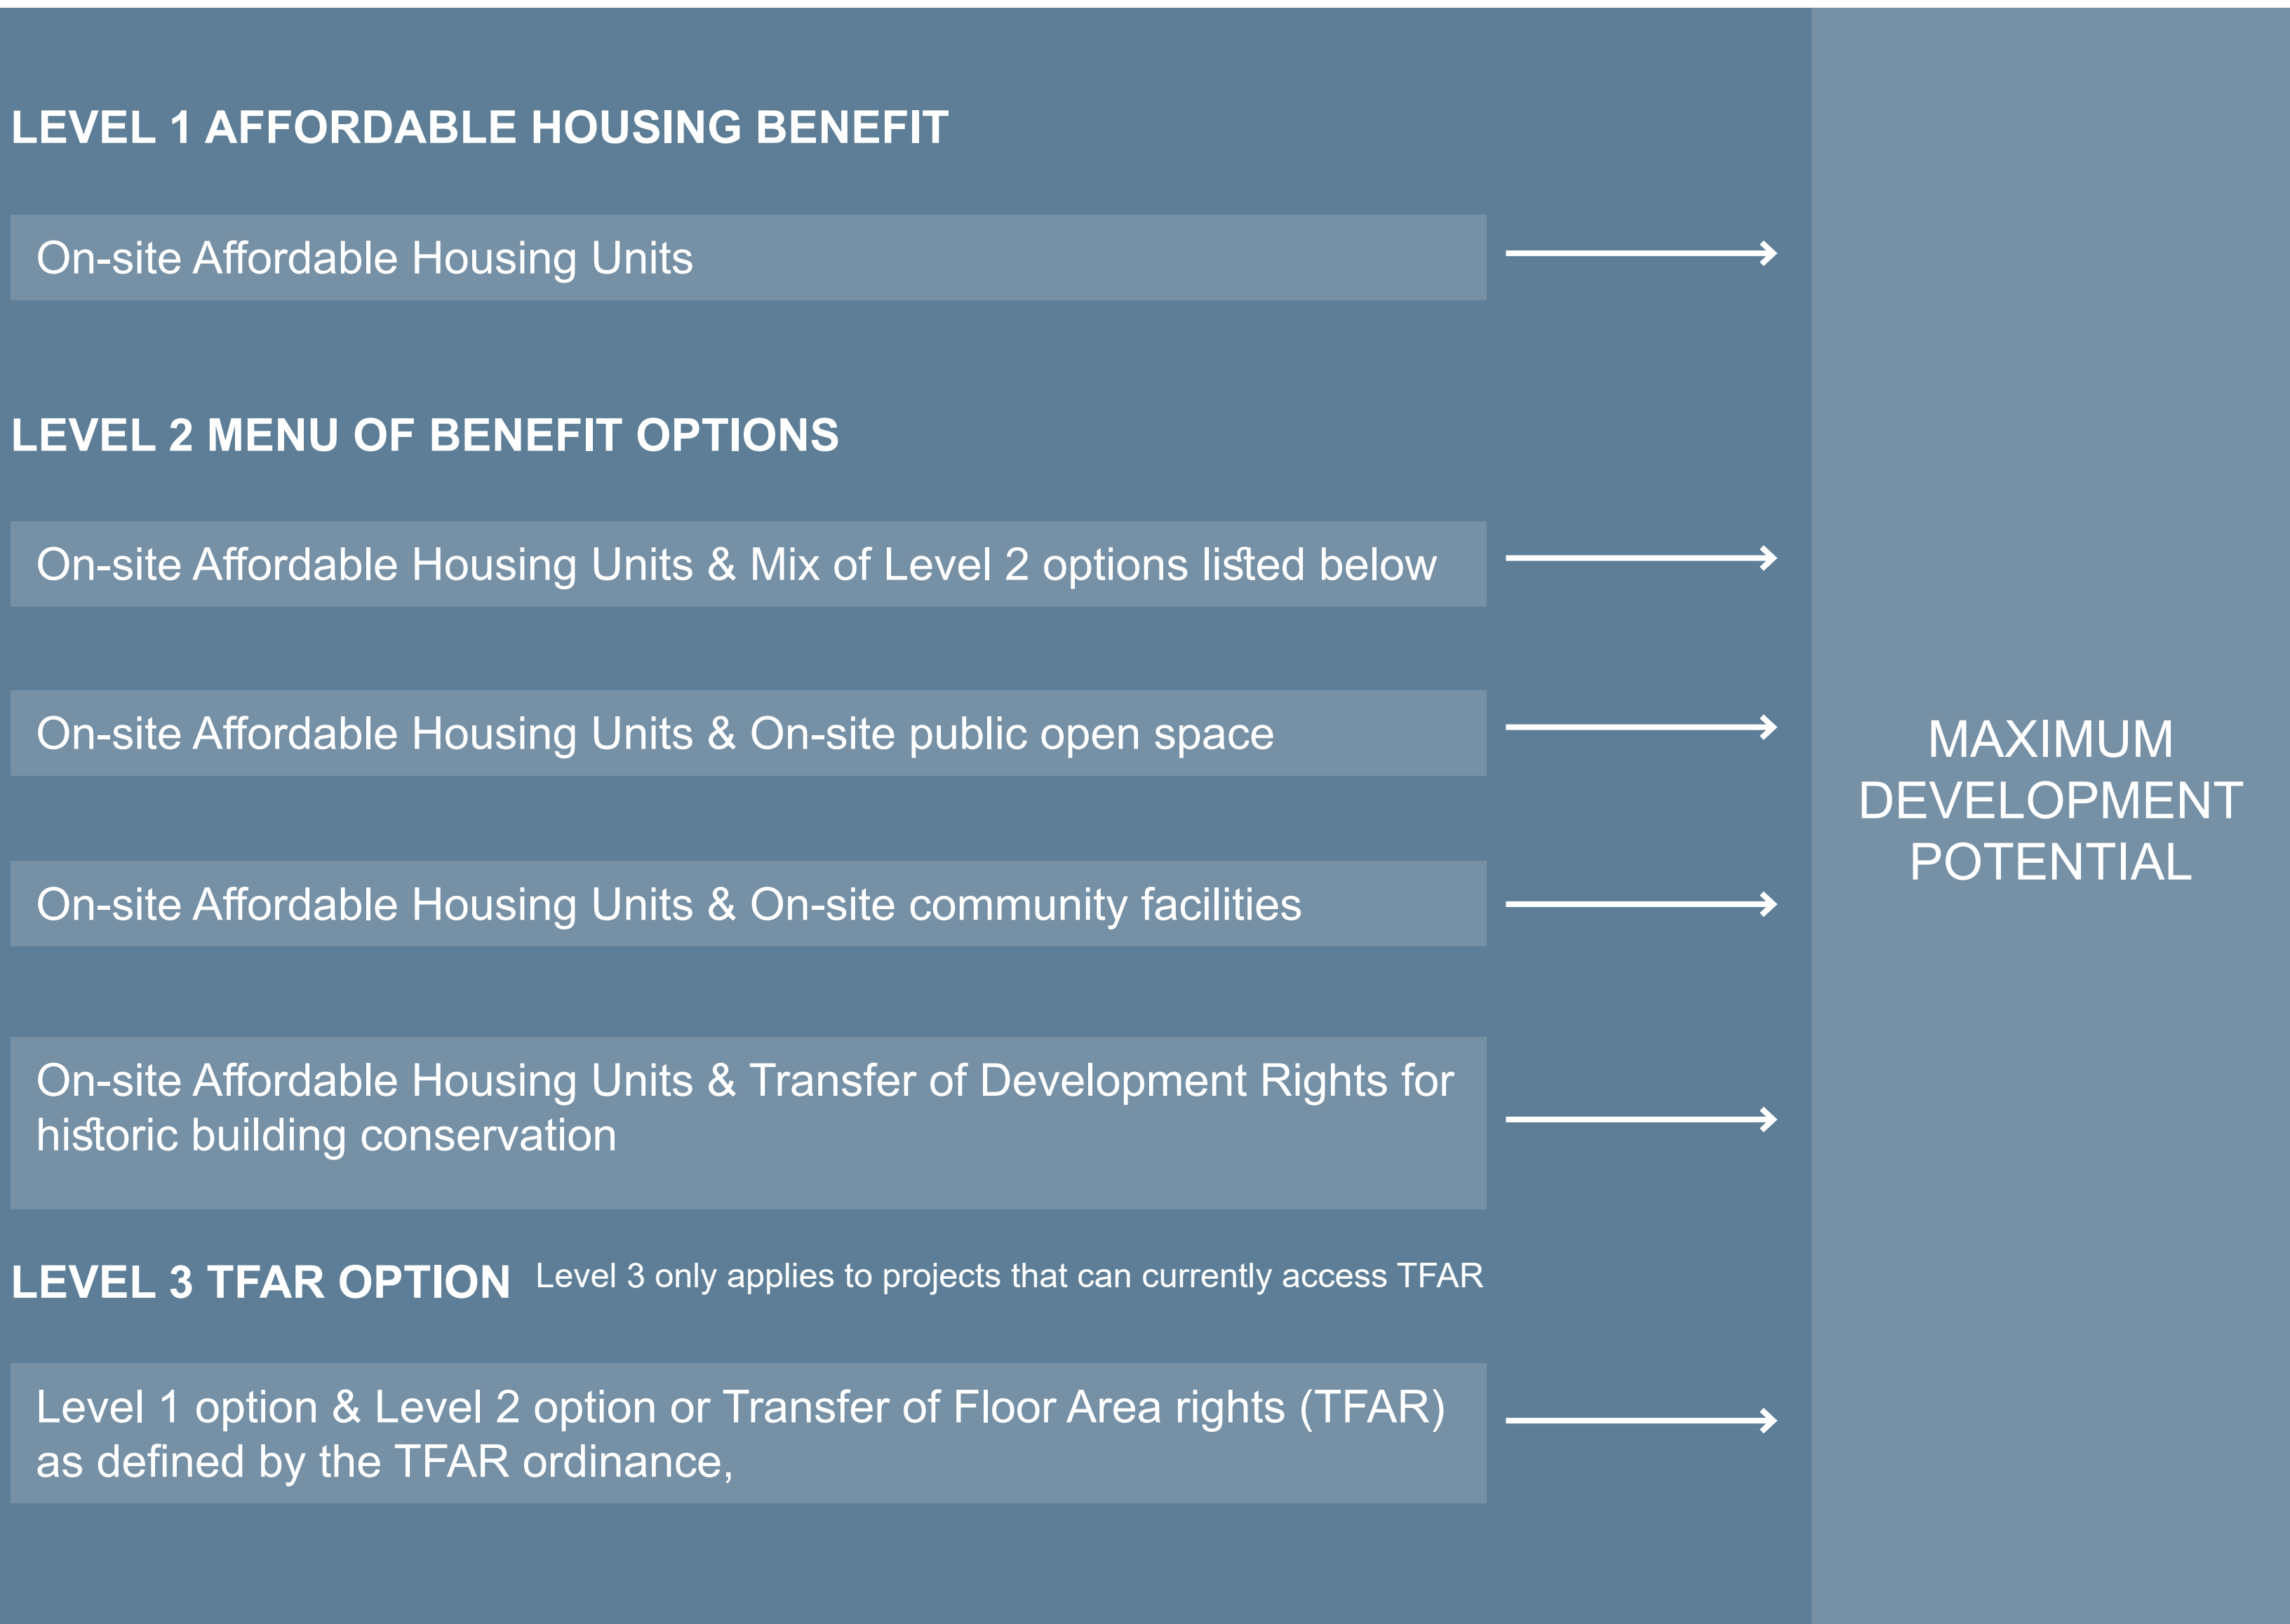 LEVEL 1 AFFORDABLE HOUSING BENEFIT
On-site Affordable Housing Units
LEVEL 2 MENU OF BENEFIT OPTIONS
On-site Affordable Housing Units & Mix of Level 2 options listed below
On-site Affordable Housing Units & On-site public open space
On-site Affordable Housing Units & On-site community facilities
On-site Affordable Housing Units & Transfer of Development Rights for
historic building conservation
LEVEL 3 TFAR OPTION Level 3 only applies to projects that can currently access TFAR
Level 1 option & Level 2 option or Transfer of Floor Area rights (TFAR)
as defined by the TFAR ordinance,
MAXIMUM
DEVELOPMENT
POTENTIAL